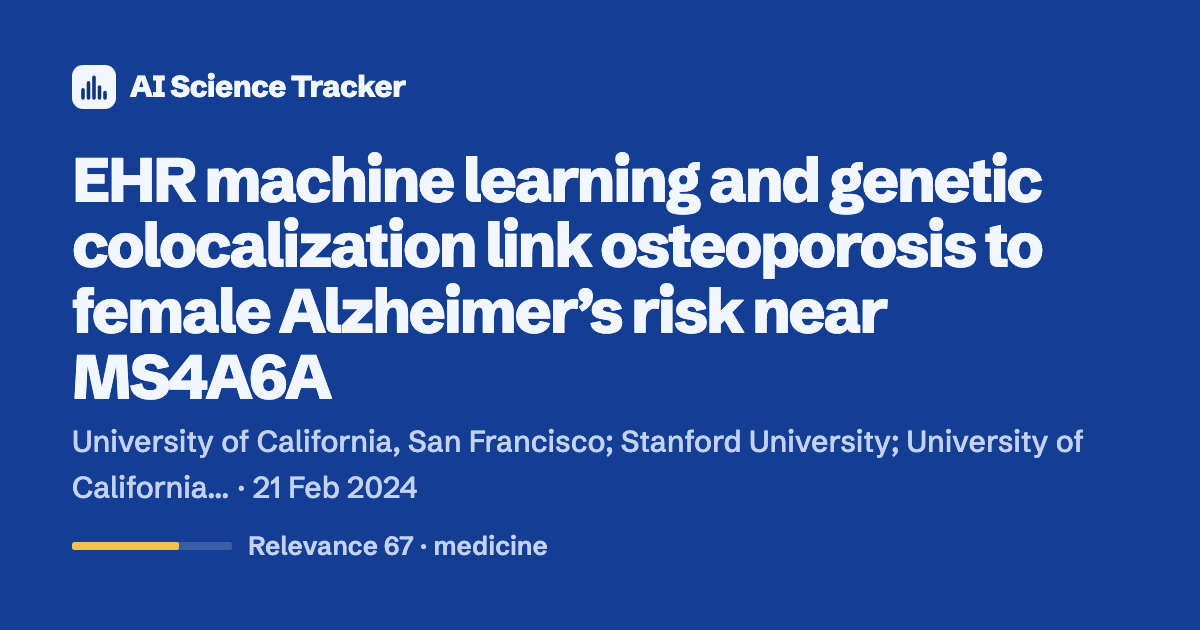 AI Science Tracker
EHR machine learning and genetic
colocalization link osteoporosis to
female Alzheimer’s risk near
MS4A6A
University of California, San Francisco; Stanford University; University of
California... · 21 Feb 2024
Relevance 67 · medicine